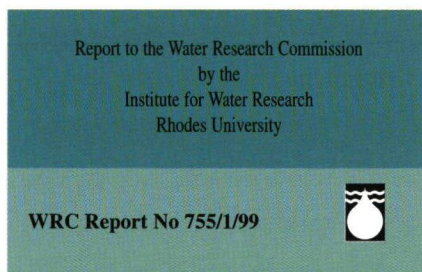 Report to the Water Research Commission
by the
Institute for Water Research
Rhodes University
WRC Report No 755/1/99